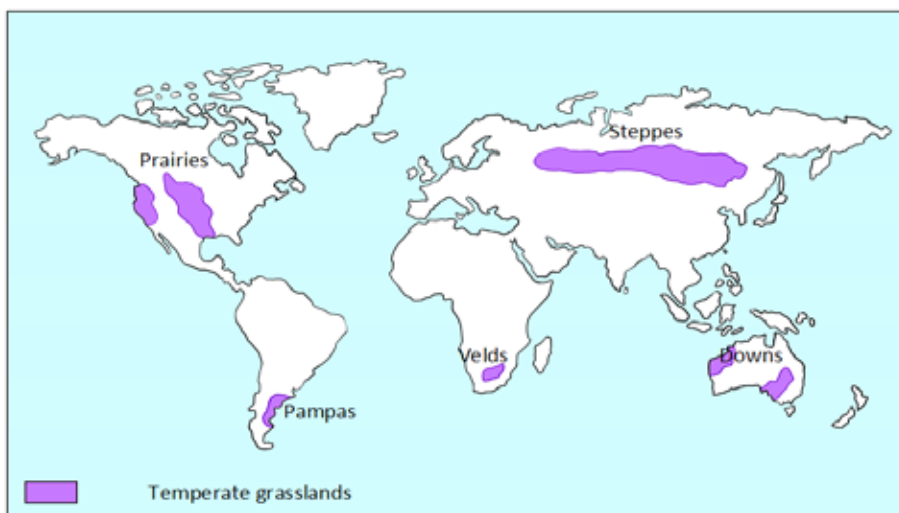 Steppes
Prairies
Velds
Downs
Pampas
Temperate grasslands